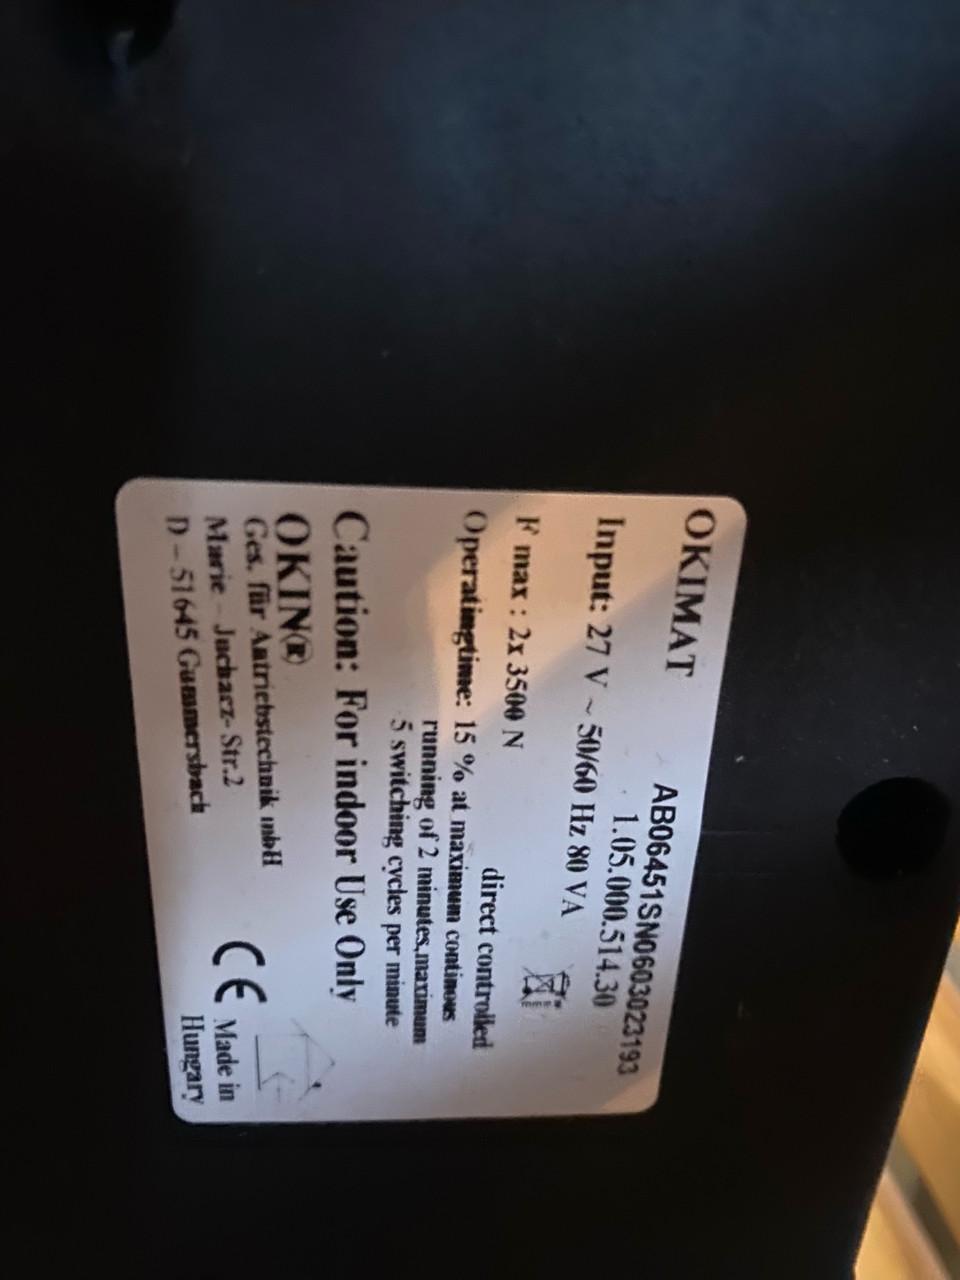 OKIMAT
AB06451SN0603023193
1.05.000.514.30
Input: 27 V ~ 50/60 Hz 80 VA
F max : 2x 3500 N
direct controlled
Operatingtime: 15 % at maximum continous
running of 2 minutes,maximum
5 switching cycles per minute
Caution: For indoor Use Only
OKIN®
Ges. für Antriebstechnik mbH
Marie - Juchacz- Str.2
D - 51645 Gummersbach
CE
Made in
Hungary